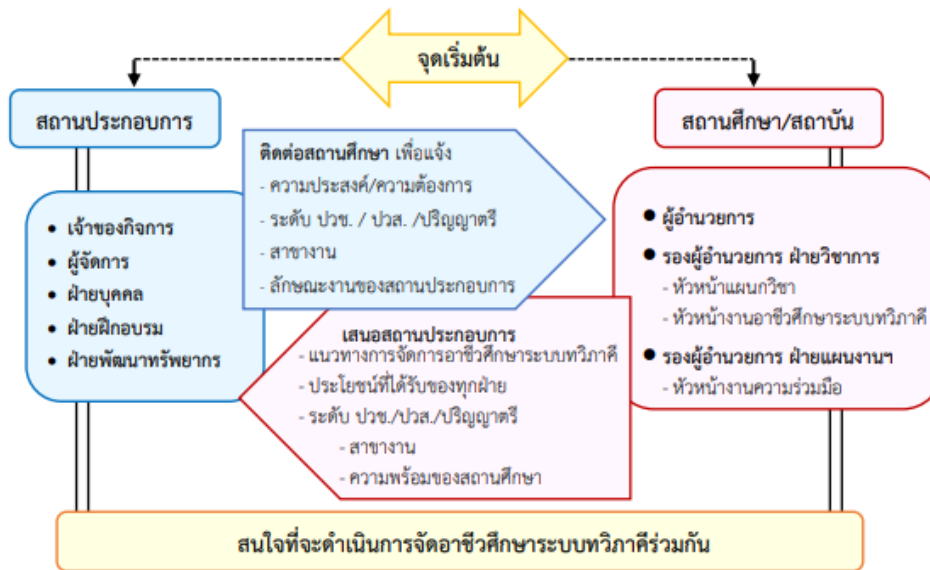 จุดเริ่มต้น
สถานประกอบการ
สถานศึกษา/สถาบัน
ติดต่อสถานศึกษา เพื่อแจ้ง
- ความประสงค์/ความต้องการ
- ระดับ ปวช. / ปวส. /ปริญญาตรี
- สาขางาน
- ลักษณะงานของสถานประกอบการ
• เจ้าของกิจการ
• ผู้จัดการ
• ฝ่ายบุคคล
• ฝ่ายฝึกอบรม
• ฝ่ายพัฒนาทรัพยากร
● ผู้อำนวยการ
● รองผู้อำนวยการ ฝ่ายวิชาการ
- หัวหน้าแผนกวิชา
- หัวหน้างานอาชีวศึกษาระบบทวิภาคี
● รองผู้อำนวยการ ฝ่ายแผนงานฯ
- หัวหน้างานความร่วมมือ
เสนอสถานประกอบการ
- แนวทางการจัดการอาชีวศึกษาระบบทวิภาคี
- ประโยชน์ที่ได้รับของทุกฝ่าย
- ระดับ ปวช./ปวส./ปริญญาตรี
- สาขางาน
- ความพร้อมของสถานศึกษา
สนใจที่จะดำเนินการจัดอาชีวศึกษาระบบทวิภาคีร่วมกัน